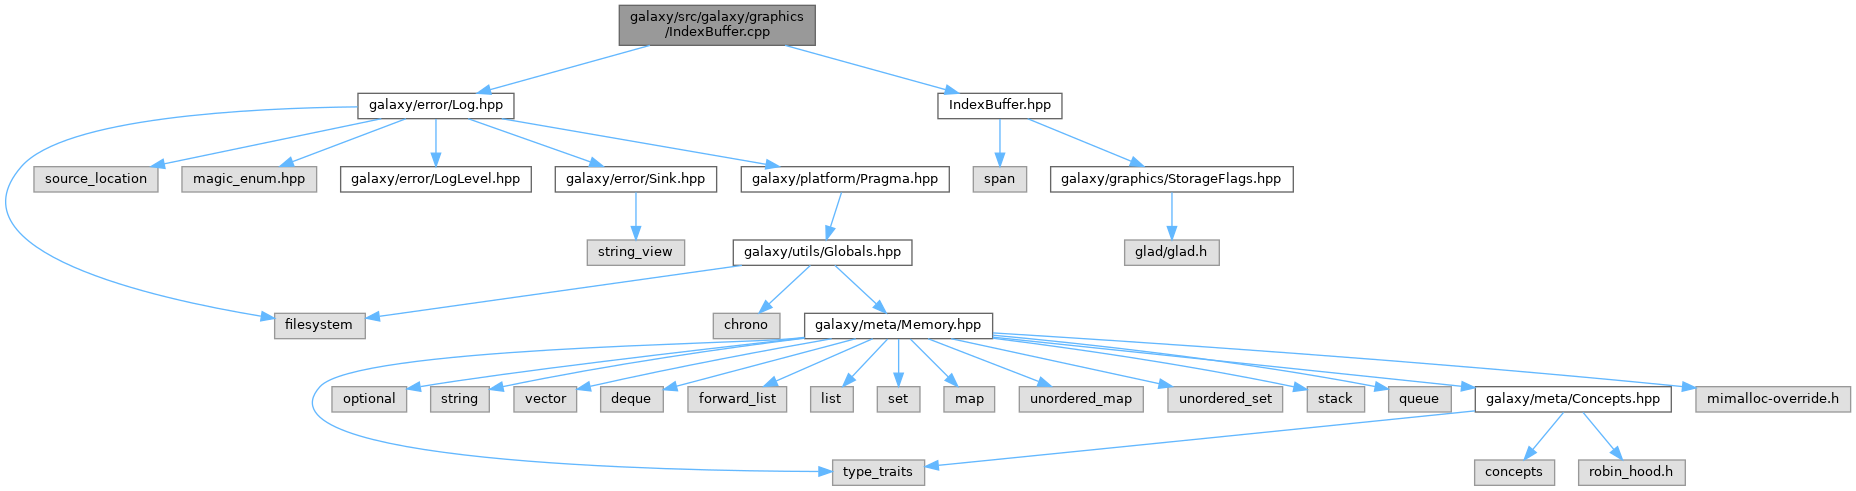 galaxy/src/galaxy/graphics
/IndexBuffer.cpp
galaxy/error/Log.hpp
IndexBuffer.hpp
source_location
magic_enum.hpp
galaxy/error/LogLevel.hpp
galaxy/error/Sink.hpp
galaxy/platform/Pragma.hpp
span
galaxy/graphics/StorageFlags.hpp
string_view
galaxy/utils/Globals.hpp
glad/glad.h
filesystem
chrono
galaxy/meta/Memory.hpp
optional
string
vector
deque
forward_list
list
set
map
unordered_map
unordered_set
stack
queue
galaxy/meta/Concepts.hpp
mimalloc-override.h
type_traits
concepts
robin_hood.h